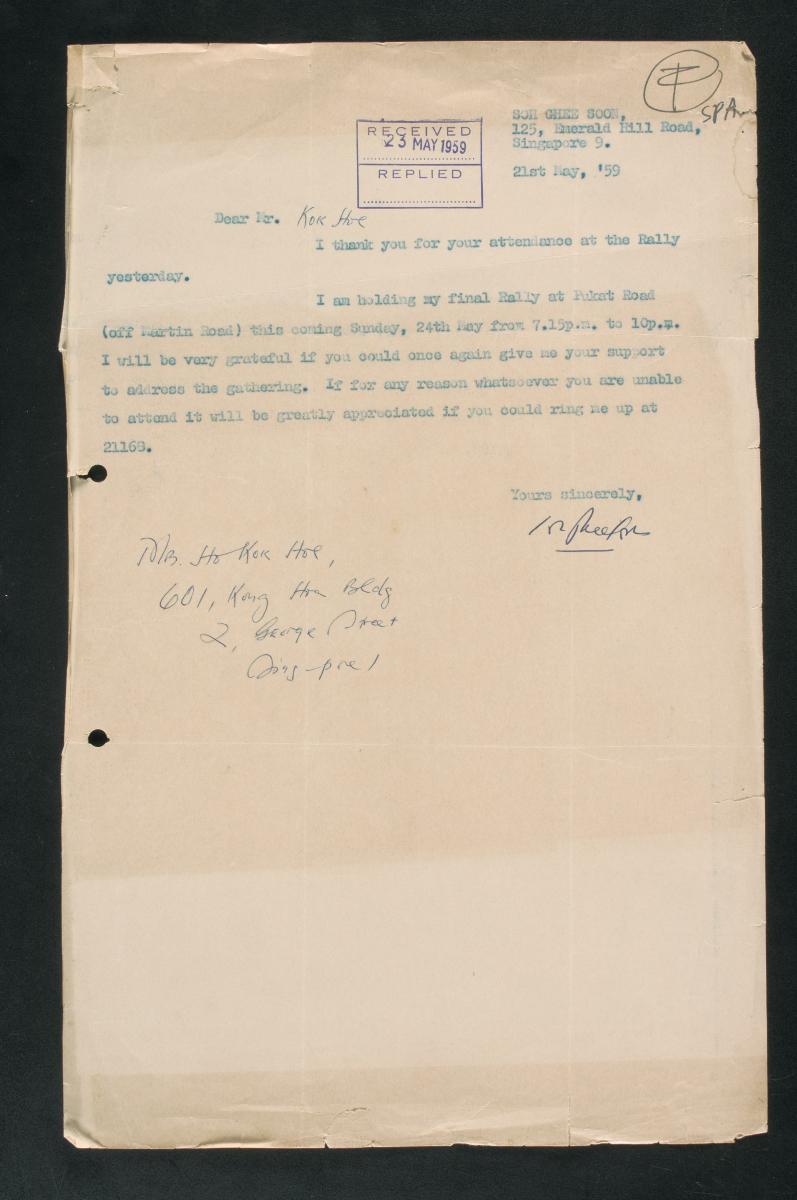 SPA
SOH GHEE SOON,
125, Emerald Hill Road,
Singapore 9.
RECEIVED
23 MAY 1959
REPLIED
21st May, '59
Dear Mr. Kok Hoe
I thank you for your attendance at the Rally
yesterday.
I am holding my final Rally at Pukat Road
(off Martin Road) this coming Sunday, 24th May from 7.15p.m. to 10p.m.
I will be very grateful if you could once again give me your support
to address the gathering. If for any reason whatsoever you are unable
to attend it will be greatly appreciated if you could ring me up at
21168.
Yours sincerely,
Mr. Ho Kok Hoe,
601, Kong Hoa Bldg
2, George Street
Singapore 1